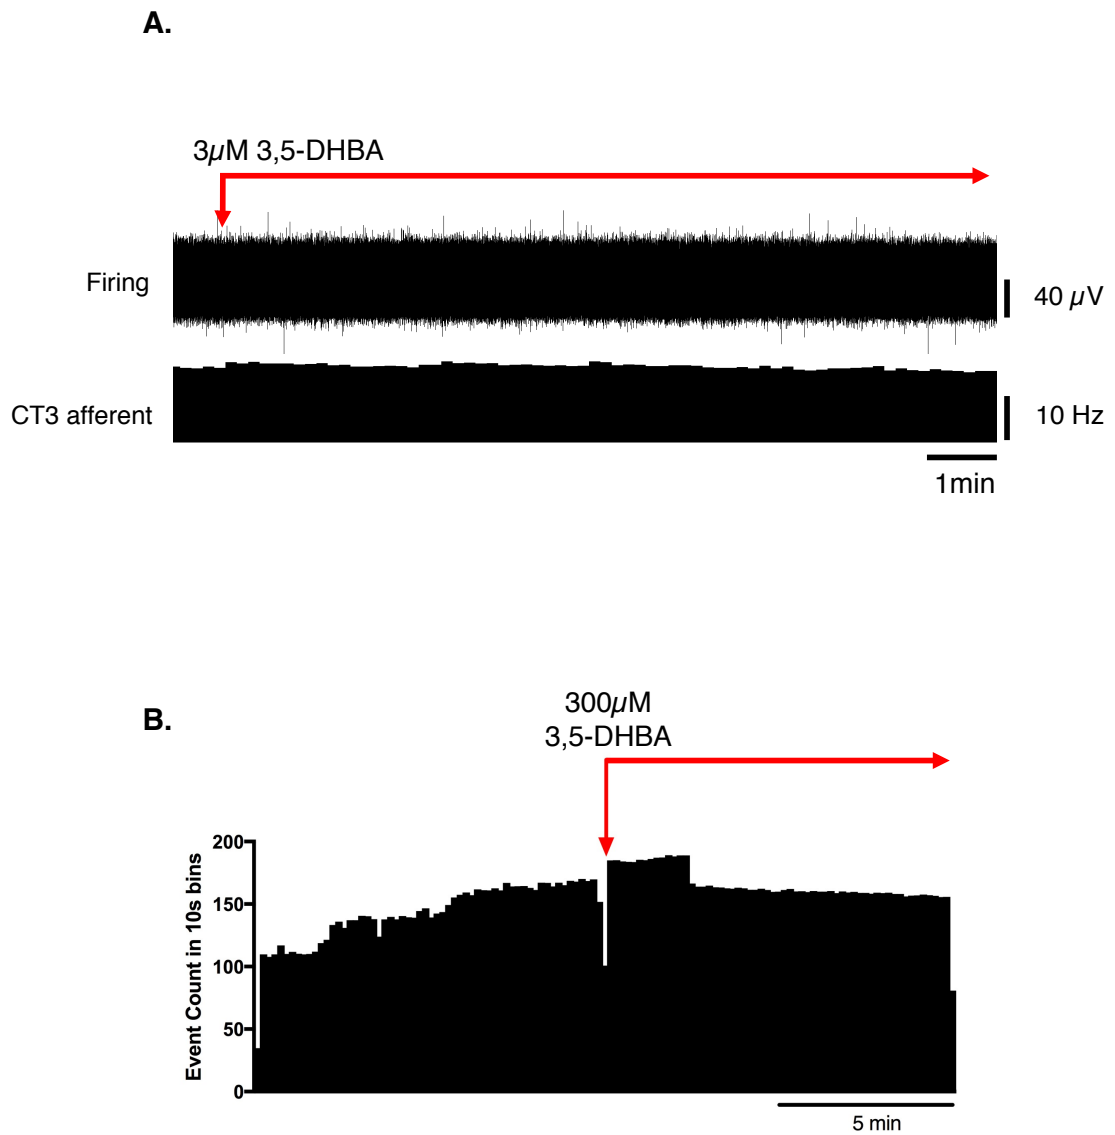 A.
3µM 3,5-DHBA
Firing
40 µV
CT3 afferent
10 Hz
1min
B.
300µM
3,5-DHBA
Event Count in 10s bins
200
150
100
50
0
5 min